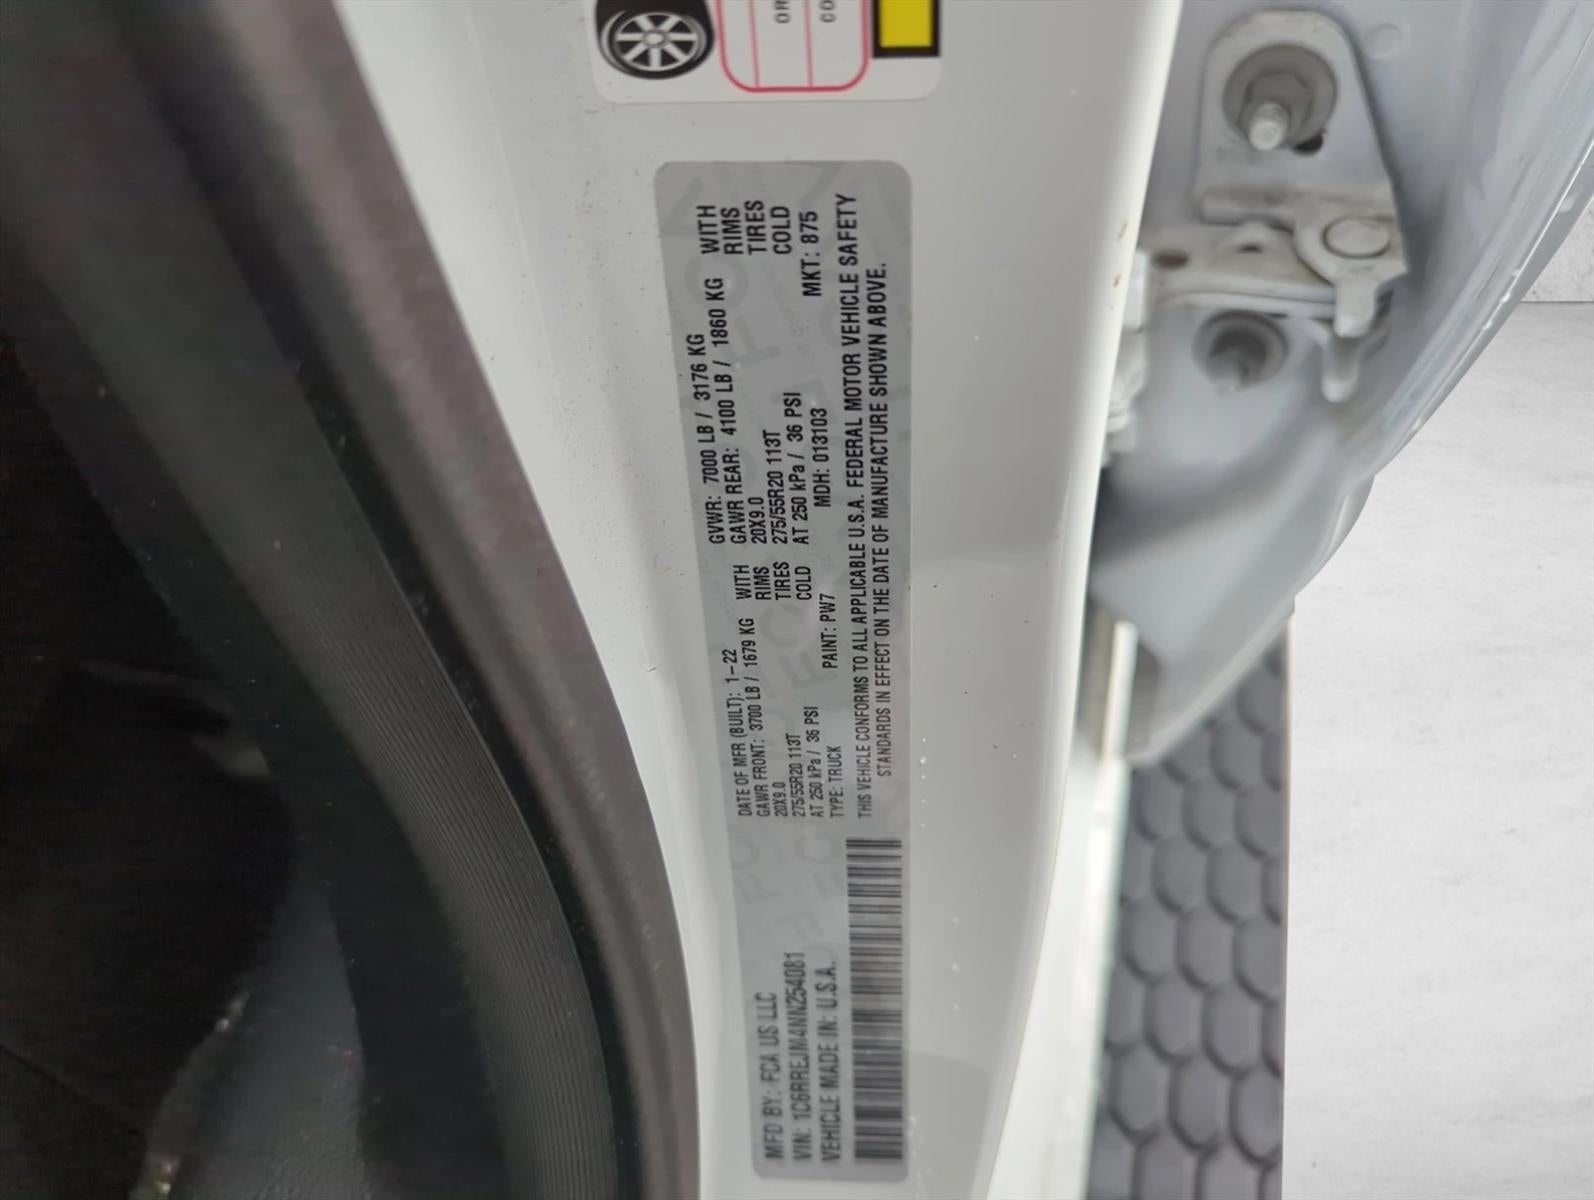 OR
CO
MFD BY: FCA US LLC
VIN: 1C6RREJM4NN254081
VEHICLE MADE IN: U.S.A.
DATE OF MFR (BUILT): 1-22
GAWR FRONT: 3700 LB / 1679 KG WITH
20X9.0 RIMS
275/55R20 113T TIRES
AT 250 kPa / 36 PSI COLD
TYPE: TRUCK PAINT: PW7
GVWR: 7000 LB / 3176 KG
GAWR REAR: 4100 LB / 1860 KG WITH
20X9.0 RIMS
275/55R20 113T TIRES
AT 250 kPa / 36 PSI COLD
MDH: 013103 MKT: 875
THIS VEHICLE CONFORMS TO ALL APPLICABLE U.S.A. FEDERAL MOTOR VEHICLE SAFETY
STANDARDS IN EFFECT ON THE DATE OF MANUFACTURE SHOWN ABOVE.